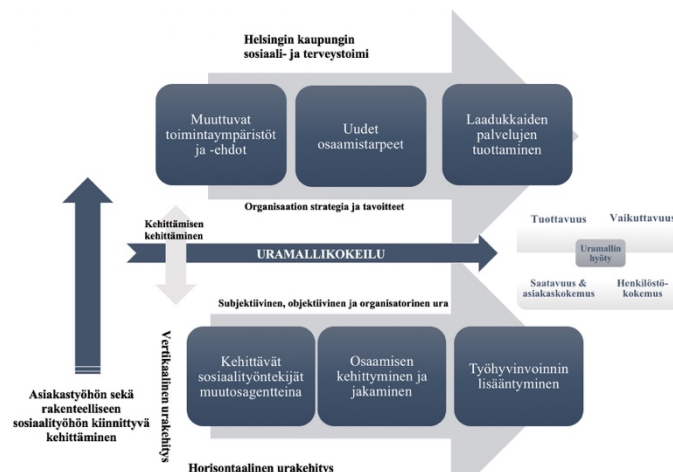 Helsingin kaupungin
sosiaali- ja terveystoimi
Muuttuvat
toimintaympäristöt
ja -ehdot
Uudet
osaamistarpeet
Laadukkaiden
palvelujen
tuottaminen
Organisaation strategia ja tavoitteet
Kehittämisen
kehittäminen
URAMALLIKOKEILU
Tuottavuus
Vaikuttavuus
Uramallin
hyöty
Saatavuus &
asiakaskokemus
Henkilöstö-
kokemus
Subjektiivinen, objektiivinen ja organisatorinen ura
Vertikaalinen urakehitys
Kehittävät
sosiaalityöntekijät
muutosagentteina
Osaamisen
kehittyminen ja
jakaminen
Työhyvinvoinnin
lisääntyminen
Asiakastyöhön sekä
rakenteelliseen
sosiaalityöhön kiinnittyvä
kehittäminen
Horisontaalinen urakehitys